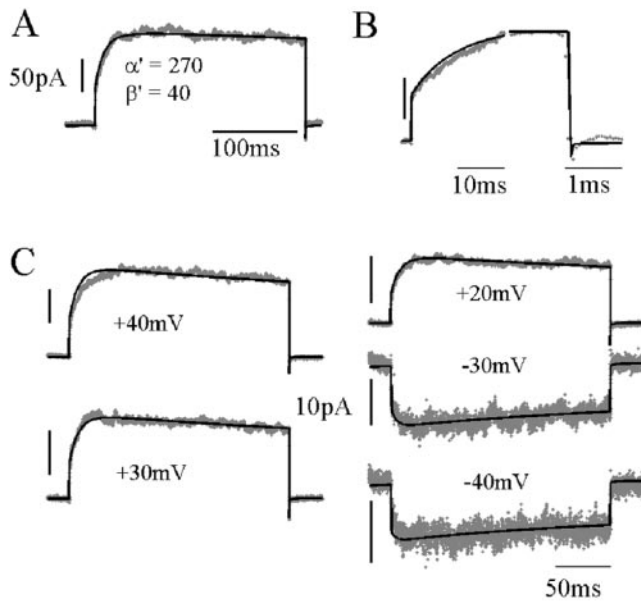 A
50pA
α' = 270
β' = 40
100ms
B
10ms
1ms
C
+40mV
+30mV
+20mV
-30mV
10pA
-40mV
50ms